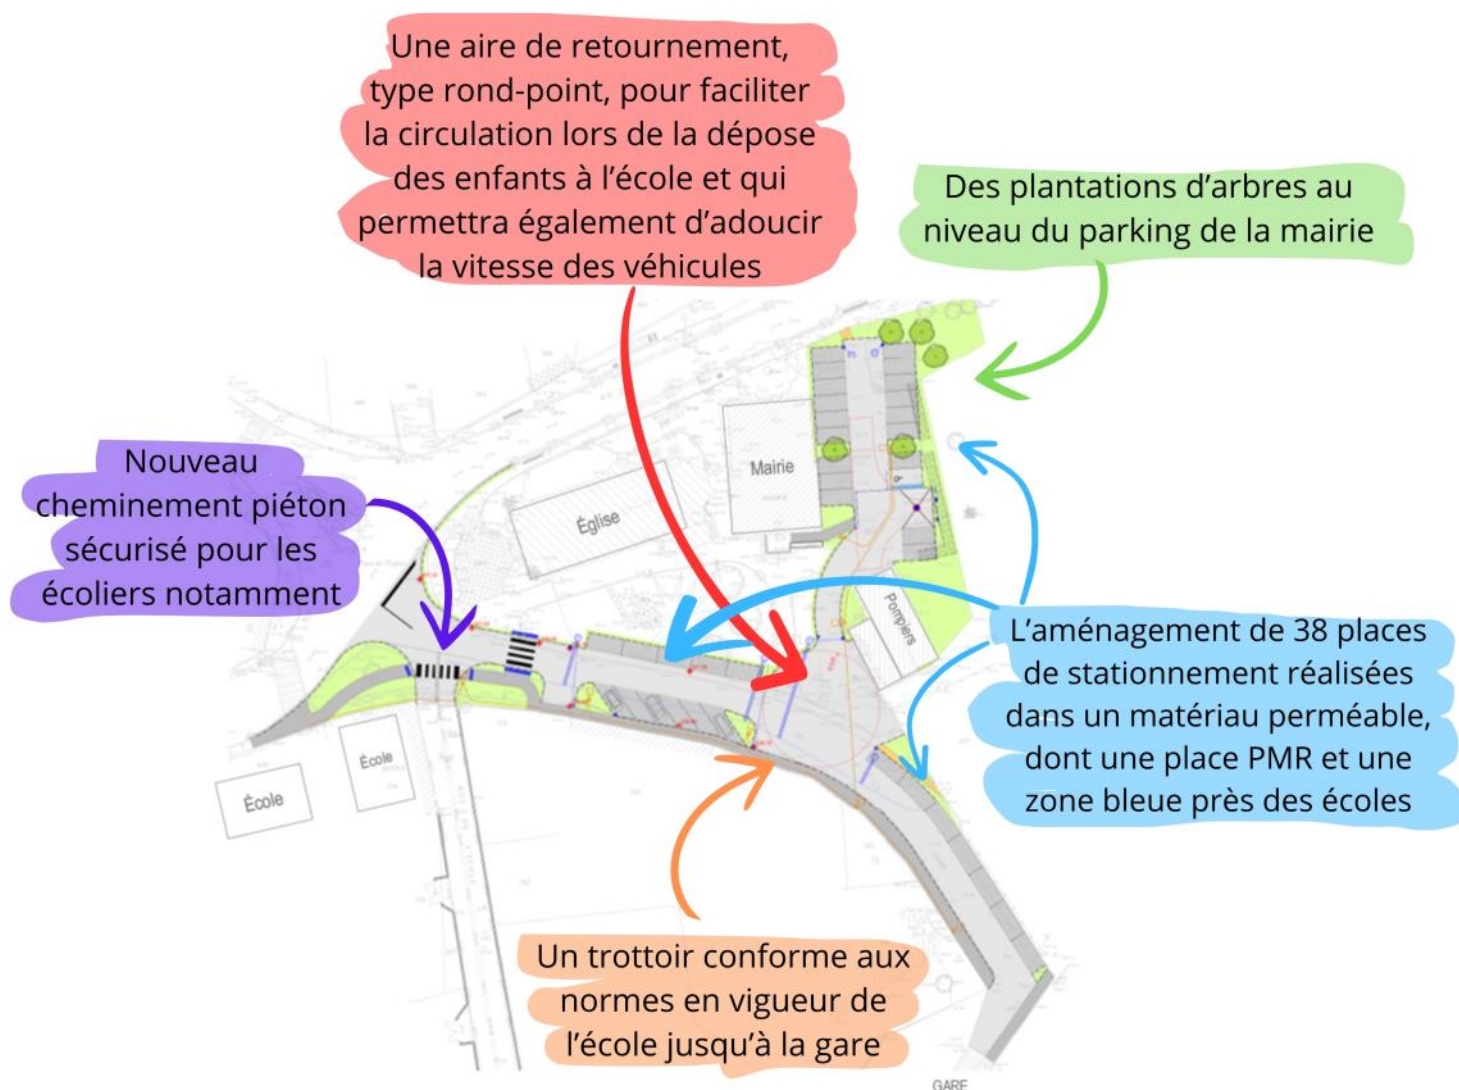 Une aire de retournement,
type rond-point, pour faciliter
la circulation lors de la dépose
des enfants à l'école et qui
permettra également d'adoucir
la vitesse des véhicules
Des plantations d'arbres au
niveau du parking de la mairie
Nouveau
cheminement piéton
sécurisé pour les
écoliers notamment
Mairie
Église
Pompiers
L'aménagement de 38 places
de stationnement réalisées
dans un matériau perméable,
dont une place PMR et une
zone bleue près des écoles
École
École
Un trottoir conforme aux
normes en vigueur de
l'école jusqu'à la gare
GARE